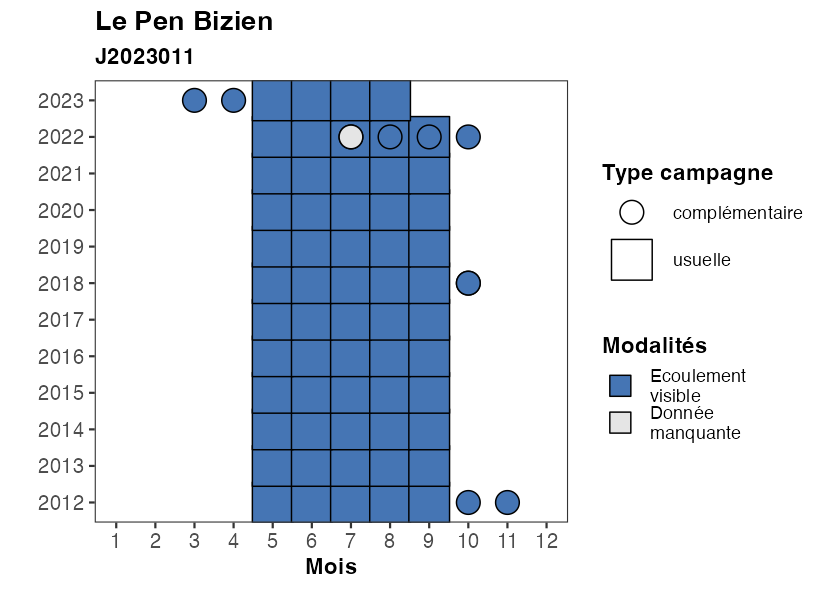 Le Pen Bizien
J2023011
2023
2022
2021
2020
2019
2018
2017
2016
2015
2014
2013
2012
1 2 3 4 5 6 7 8 9 10 11 12
Mois
Type campagne
complémentaire
usuelle
Modalités
Ecoulement
visible
Donnée
manquante